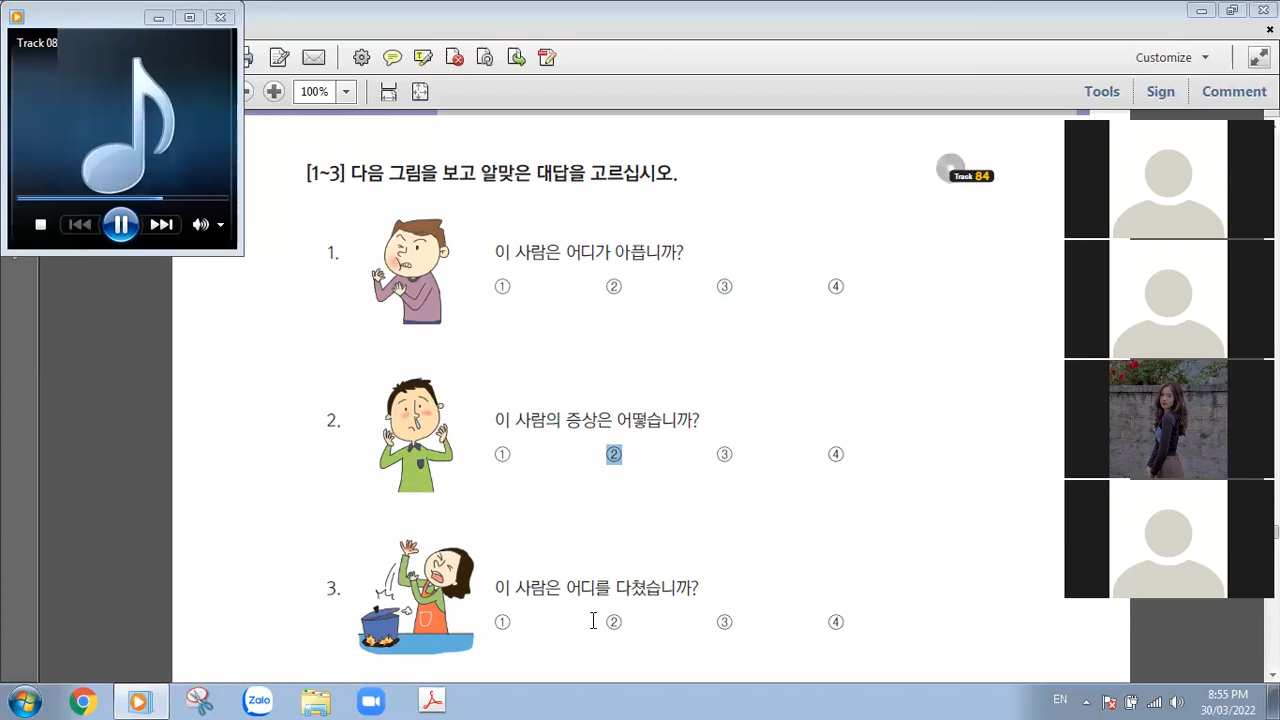 Track 08
Customize
100%
Tools
Sign
Comment
[1~3] 다음 그림을 보고 알맞은 대답을 고르십시오.
Track 84
1.
이 사람은 어디가 아픕니까?
① ② ③ ④
2.
이 사람의 증상은 어떻습니까?
① ② ③ ④
3.
이 사람은 어디를 다쳤습니까?
① ② ③ ④
Zalo
EN
8:55 PM
30/03/2022